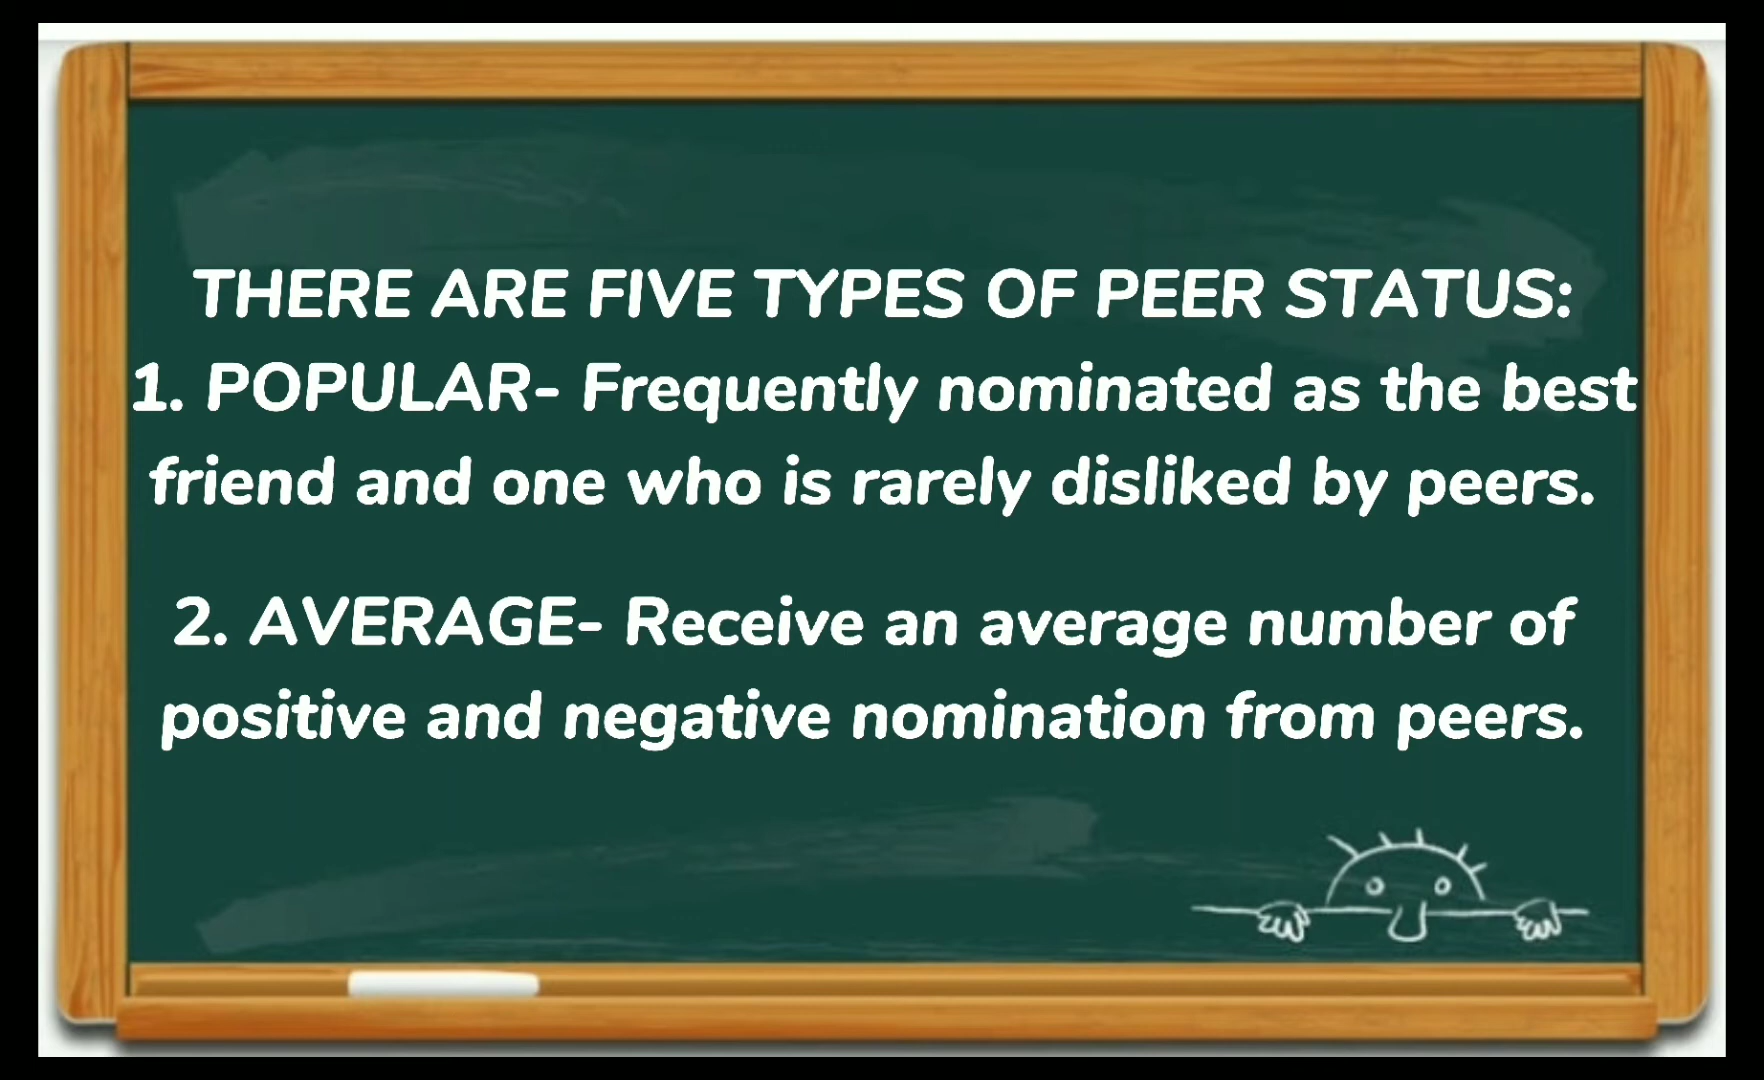 THERE ARE FIVE TYPES OF PEER STATUS:
1. POPULAR- Frequently nominated as the best
friend and one who is rarely disliked by peers.
2. AVERAGE- Receive an average number of
positive and negative nomination from peers.